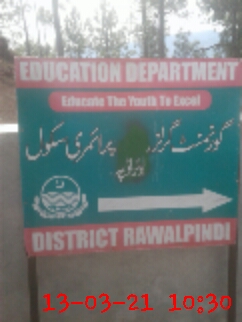 EDUCATION DEPARTMENT
Educate The Youth To Excel
گورنمنٹ گرلز پرائمری سکول
DISTRICT RAWALPINDI
13-03-21 10:30